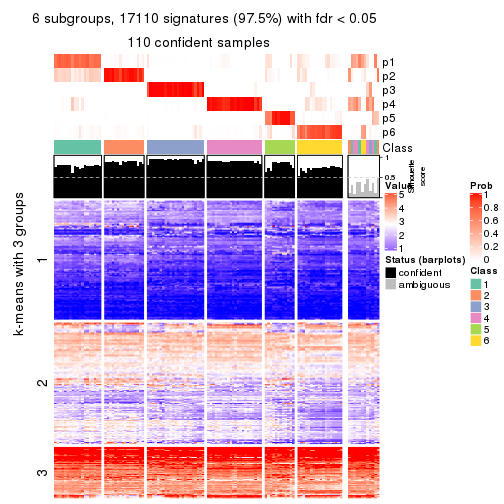 6 subgroups, 17110 signatures (97.5%) with fdr < 0.05
110 confident samples
p1
p2
p3
p4
p5
p6
Class
1
0.5
0
Silhouette
score
k-means with 3 groups
1
2
3
Value
5
4
3
2
1
Status (barplots)
confident
ambiguous
Prob
1
0.8
0.6
0.4
0.2
0
Class
1
2
3
4
5
6